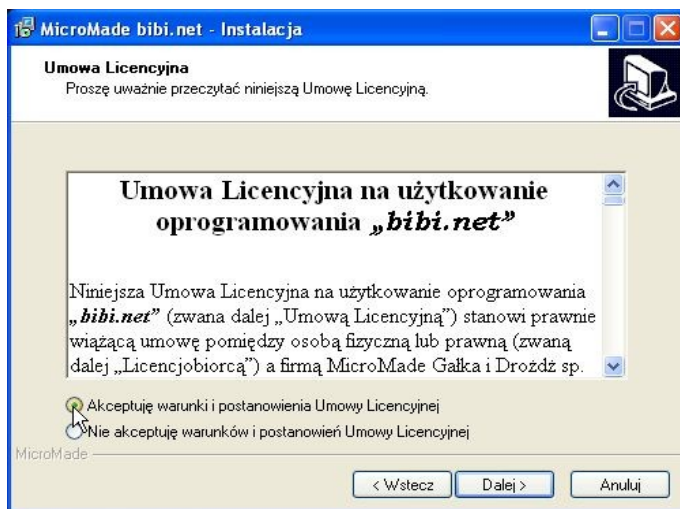 MicroMade bibi.net - Instalacja
Umowa Licencyjna
Proszę uważnie przeczytać niniejszą Umowę Licencyjną.
Umowa Licencyjna na użytkowanie
oprogramowania „bibi.net”
Niniejsza Umowa Licencyjna na użytkowanie oprogramowania
„bibi.net” (zwana dalej „Umową Licencyjną”) stanowi prawnie
wiążącą umowę pomiędzy osobą fizyczną lub prawną (zwaną
dalej „Licencjobiorcą”) a firmą MicroMade Gałka i Drożdż sp.
Akceptuję warunki i postanowienia Umowy Licencyjnej
Nie akceptuję warunków i postanowień Umowy Licencyjnej
MicroMade
< Wstecz Dalej > Anuluj